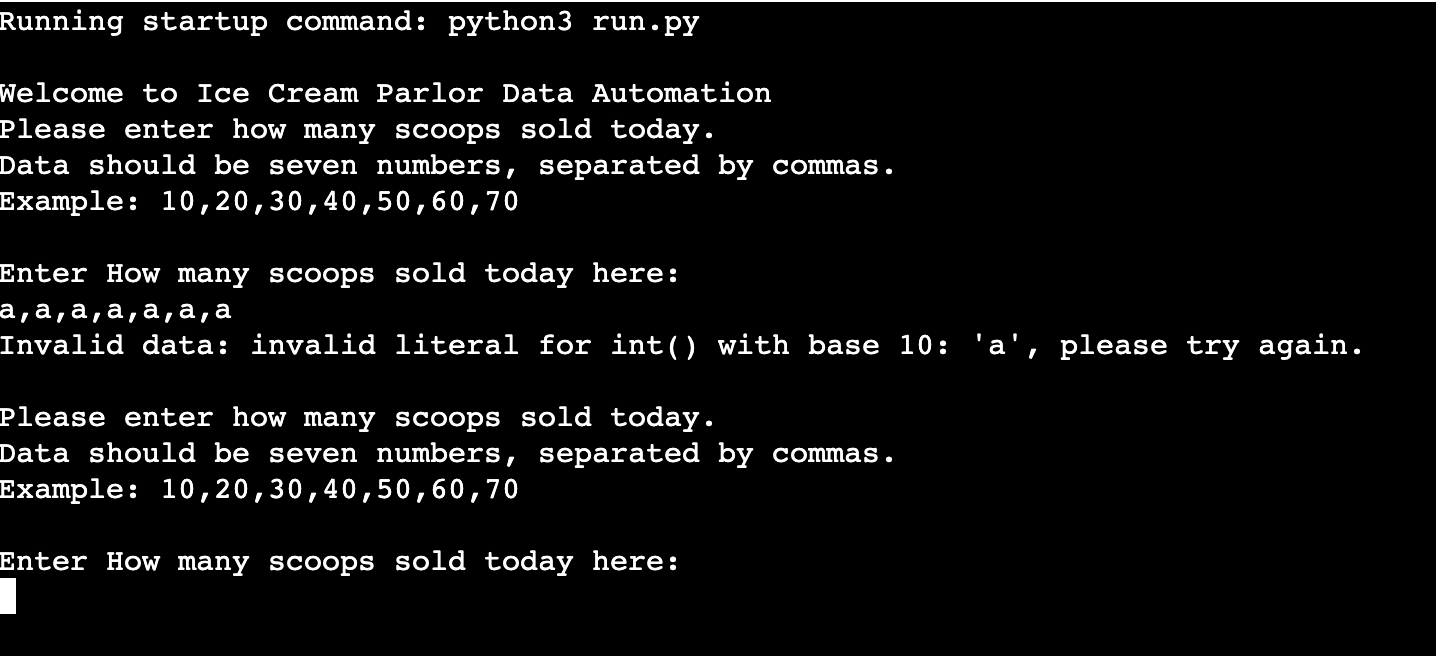 Running startup command: python3 run.py
Welcome to Ice Cream Parlor Data Automation
Please enter how many scoops sold today.
Data should be seven numbers, separated by commas.
Example: 10,20,30,40,50,60,70
Enter How many scoops sold today here:
a,a,a,a,a,a,a
Invalid data: invalid literal for int() with base 10: 'a', please try again.
Please enter how many scoops sold today.
Data should be seven numbers, separated by commas.
Example: 10,20,30,40,50,60,70
Enter How many scoops sold today here: